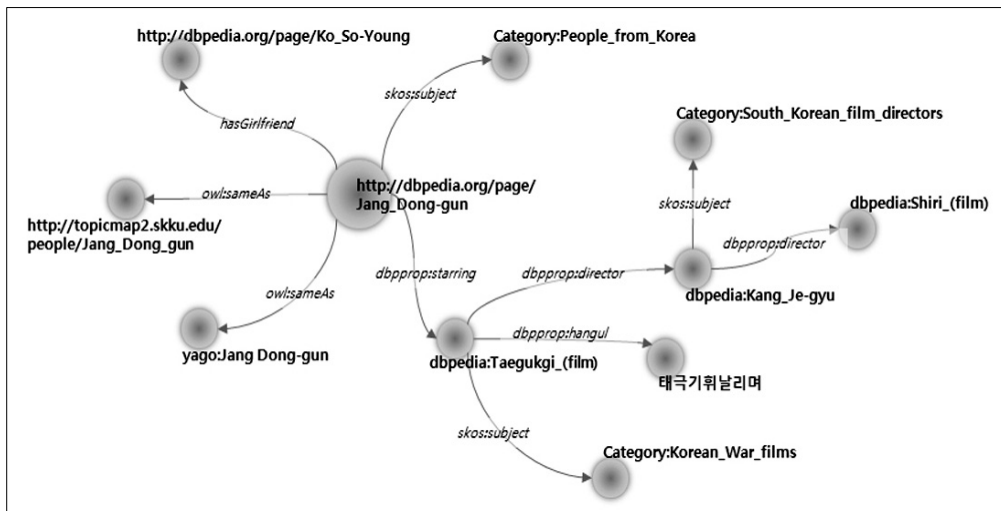 http://dbpedia.org/page/Ko_So-Young
Category:People_from_Korea
skos:subject
hasGirlfriend
Category:South_Korean_film_directors
owl:sameAs
http://dbpedia.org/page/
Jang_Dong-gun
http://topicmap2.skku.edu/
people/Jang_Dong_gun
skos:subject
dbpedia:Shiri_(film)
dbpprop:director
dbpprop:starring
dbpprop:director
owl:sameAs
dbpedia:Kang_Je-gyu
dbpprop:hangul
yago:Jang Dong-gun
dbpedia:Taegukgi_(film)
태극기휘날리며
skos:subject
Category:Korean_War_films